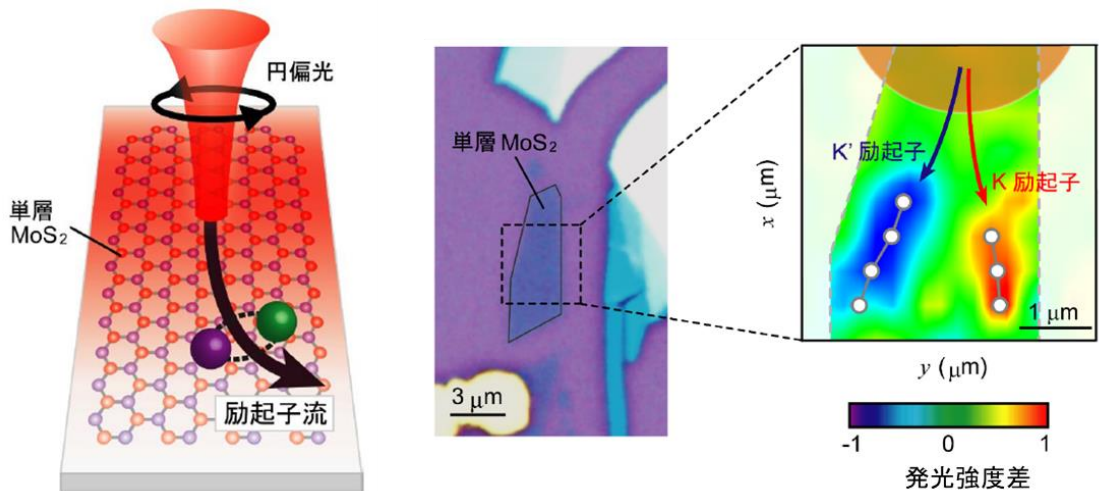 円偏光
単層
MoS₂
励起子流
単層 MoS₂
3 μm
K’ 励起子
K 励起子
x (μm)
1 μm
y (μm)
-1
0
1
発光強度差